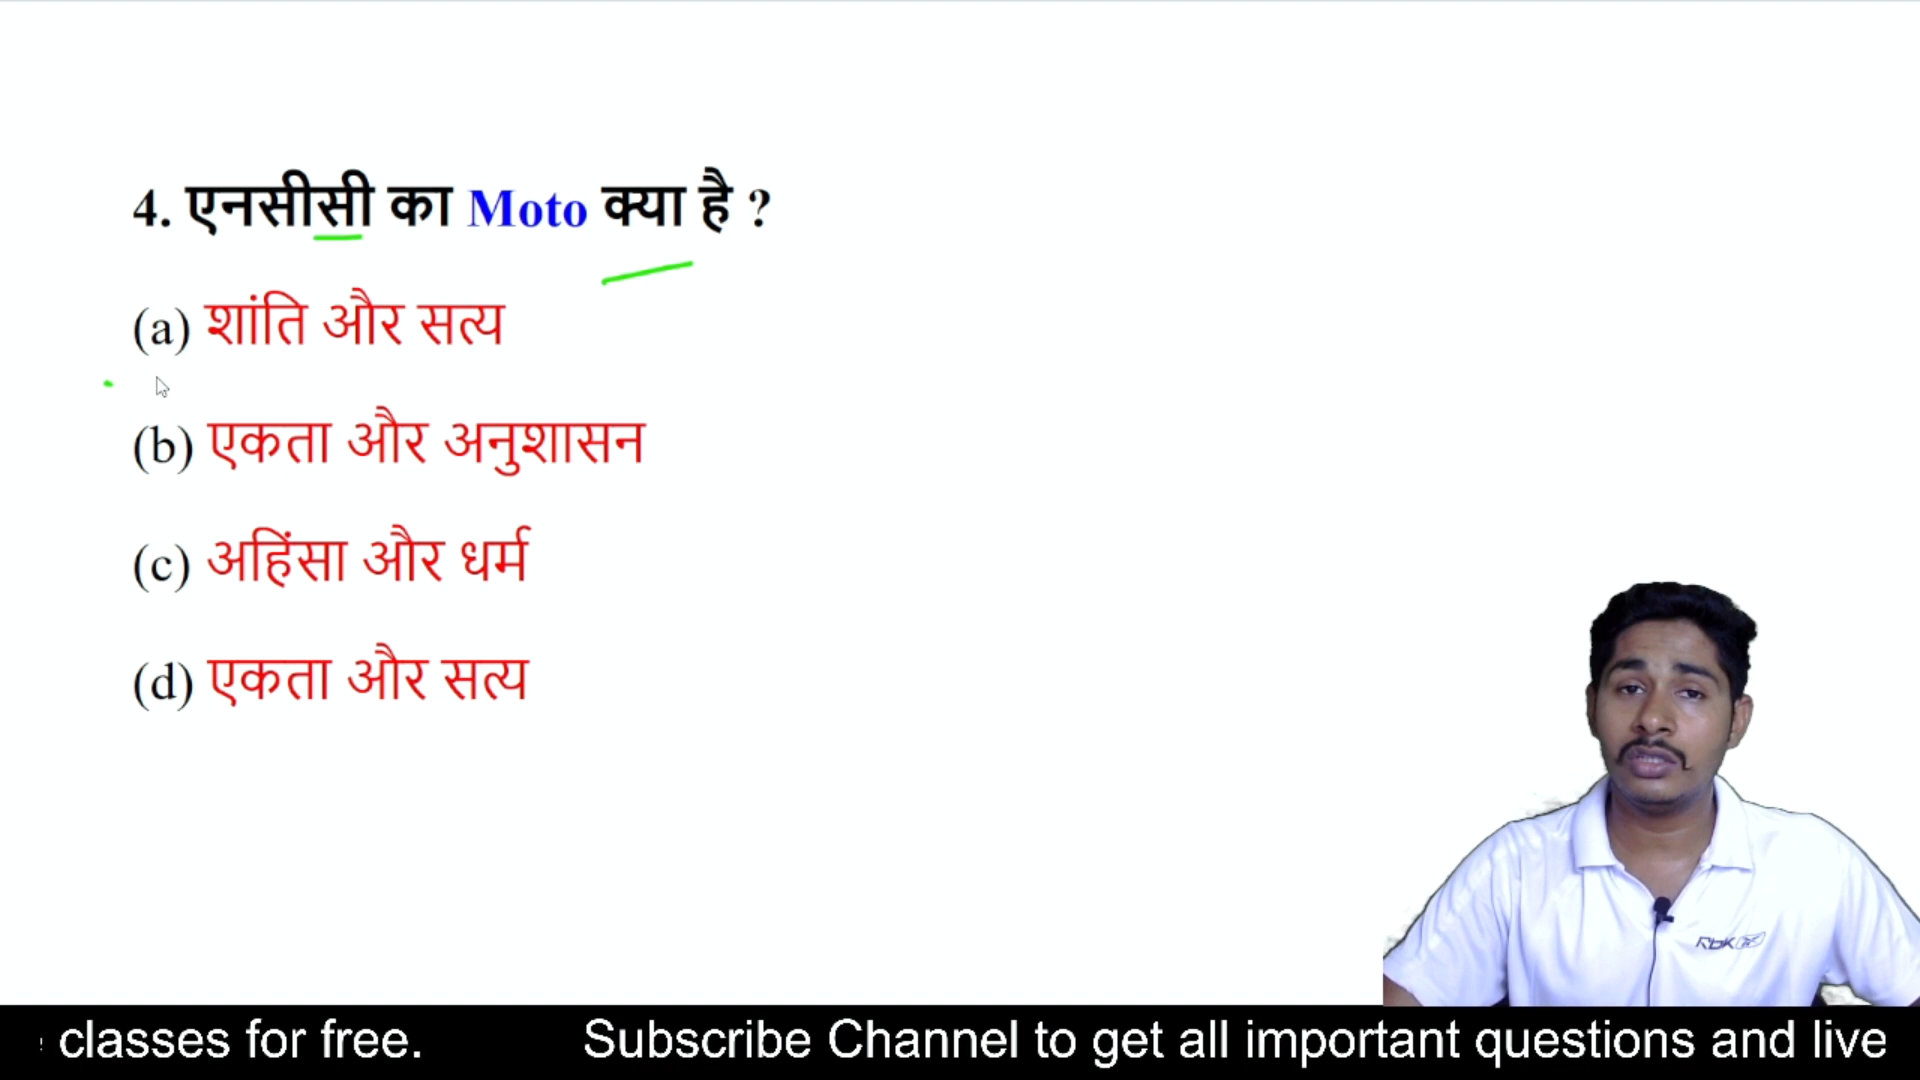 4. एनसीसी का Moto क्या है ?
(a) शांति और सत्य
(b) एकता और अनुशासन
(c) अहिंसा और धर्म
(d) एकता और सत्य
RbK
classes for free. Subscribe Channel to get all important questions and live